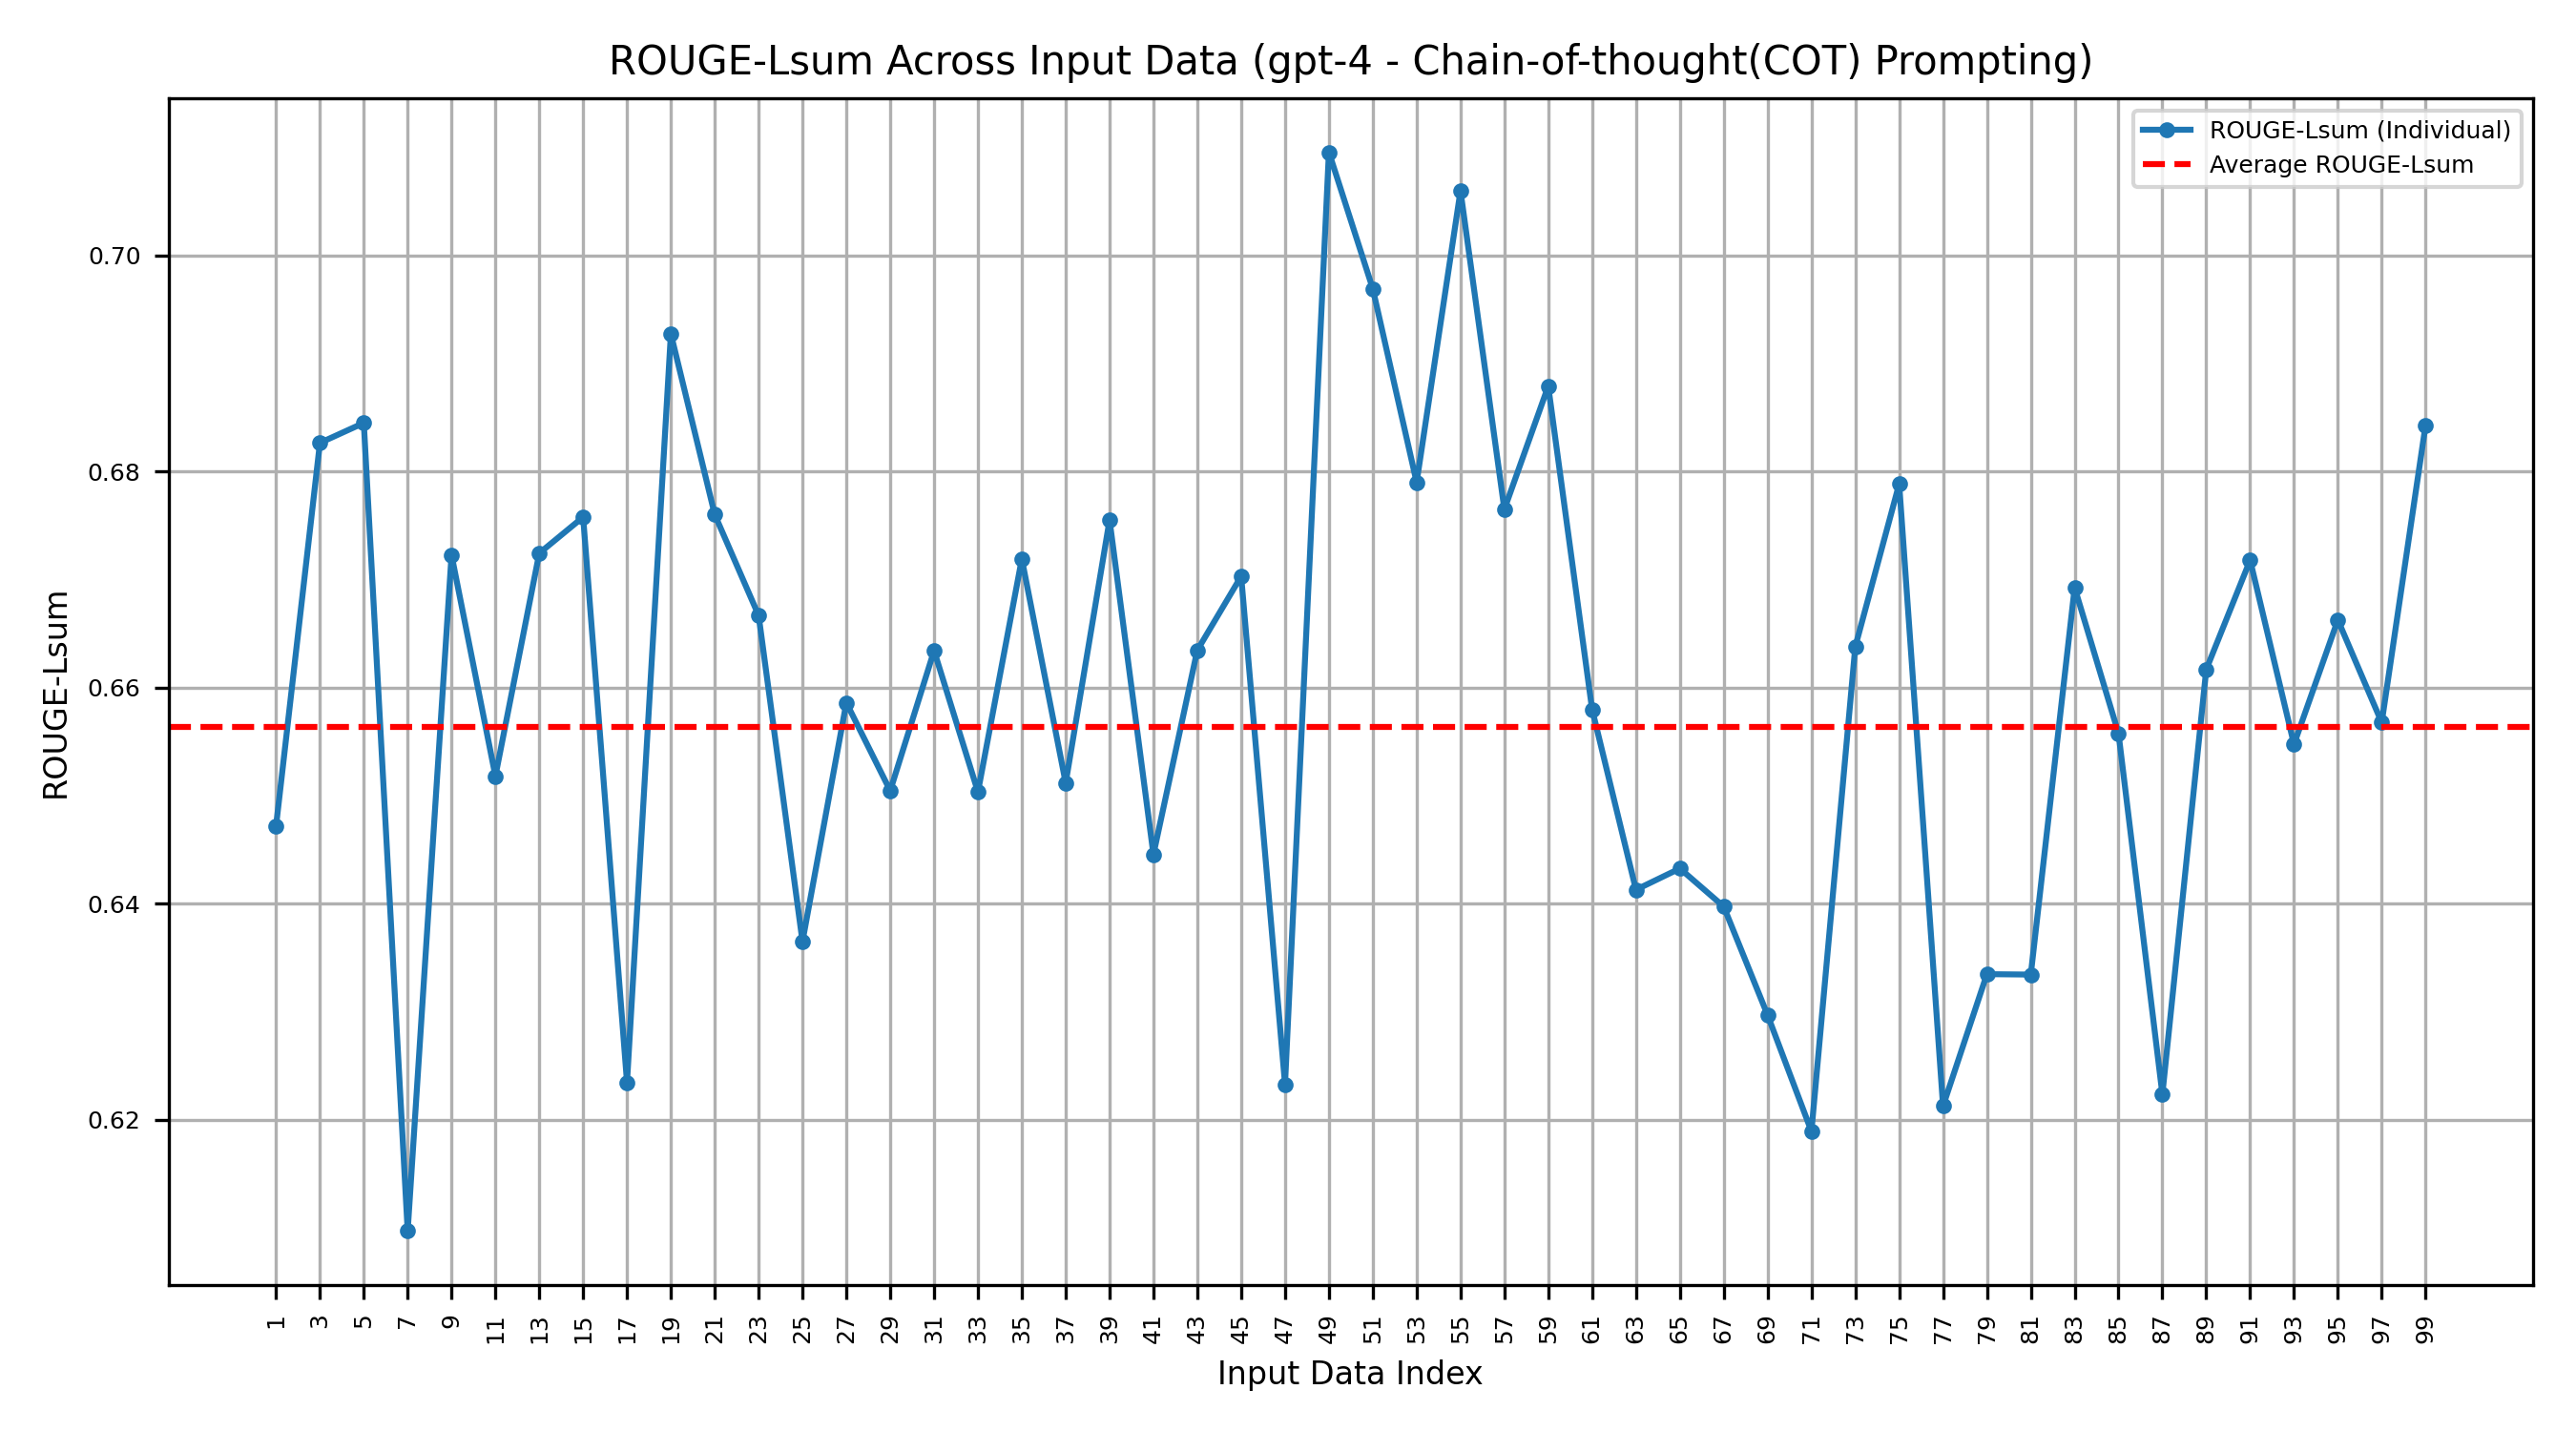 ROUGE-Lsum Across Input Data (gpt-4 - Chain-of-thought(COT) Prompting)
ROUGE-Lsum (Individual)
Average ROUGE-Lsum
ROUGE-Lsum
0.70
0.68
0.66
0.64
0.62
1 3 5 7 9 11 13 15 17 19 21 23 25 27 29 31 33 35 37 39 41 43 45 47 49 51 53 55 57 59 61 63 65 67 69 71 73 75 77 79 81 83 85 87 89 91 93 95 97 99
Input Data Index